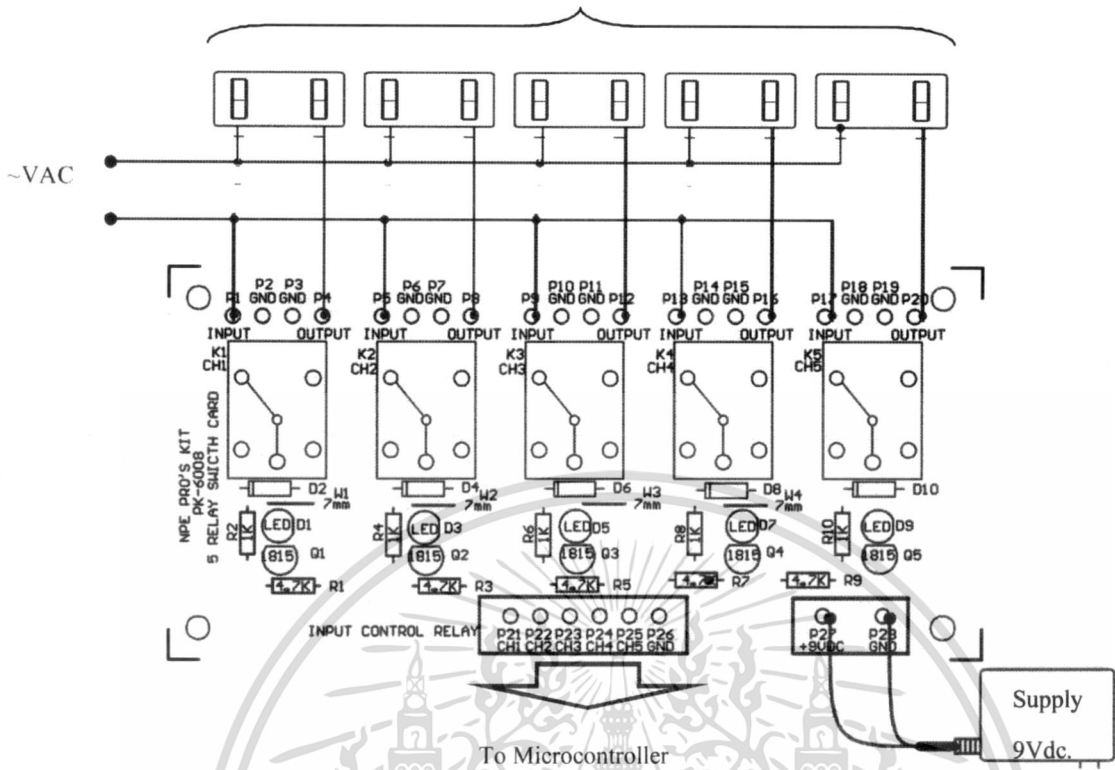 ~VAC
P1 P2 GND P3 GND P4 P5 P6 GND P7 GND P8 P9 P10 GND P11 GND P12 P13 P14 GND P15 GND P16 P17 P18 GND P19 GND P20
INPUT OUTPUT INPUT OUTPUT INPUT OUTPUT INPUT OUTPUT INPUT OUTPUT
K1 K2 K3 K4 K5
CH1 CH2 CH3 CH4 CH5
NPE PRO'S KIT
PK-6008
5 RELAY SWICTH CARD
D2 W1 D4 W2 D6 W3 D8 W4 D10
7mm 7mm 7mm 7mm
R2 1K LED D1 R4 1K LED D3 R6 1K LED D5 R8 1K LED D7 R10 1K LED D9
1815 Q1 1815 Q2 1815 Q3 1815 Q4 1815 Q5
4.7K R1 4.7K R3 4.7K R5 4.7K R7 4.7K R9
INPUT CONTROL RELAY
P21 P22 P23 P24 P25 P26 P27 P28
CH1 CH2 CH3 CH4 CH5 GND +9VDC GND
Supply
9Vdc.
To Microcontroller